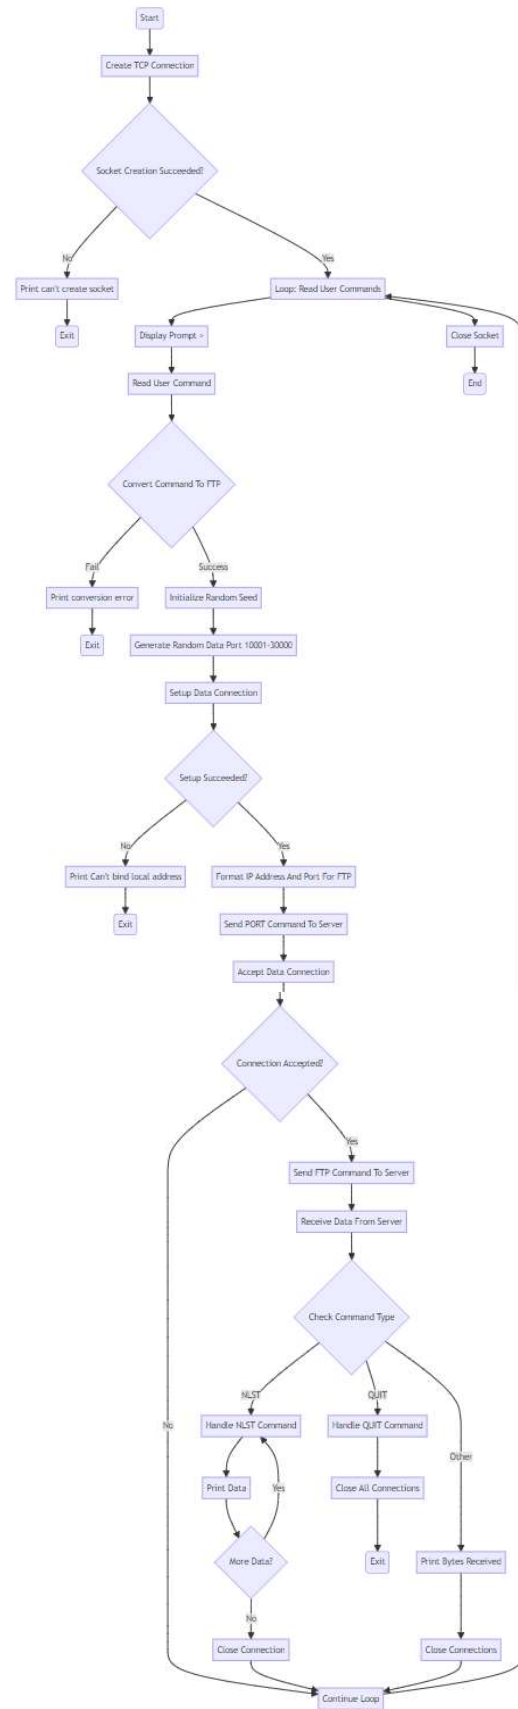 Start
Create TCP Connection
Socket Creation Succeeded?
No
Yes
Print can't create socket
Loop: Read User Commands
Exit
Display Prompt >
Close Socket
Read User Command
End
Convert Command To FTP
Fail
Success
Print conversion error
Initialize Random Seed
Exit
Generate Random Data Port 10001-30000
Setup Data Connection
Setup Succeeded?
No
Yes
Print Can't bind local address
Format IP Address And Port For FTP
Exit
Send PORT Command To Server
Accept Data Connection
Connection Accepted?
Yes
Send FTP Command To Server
Receive Data From Server
Check Command Type
NLST
QUIT
No
Handle NLST Command
Handle QUIT Command
Other
Print Data
Yes
Close All Connections
More Data?
Exit
Print Bytes Received
No
Close Connection
Close Connections
Continue Loop